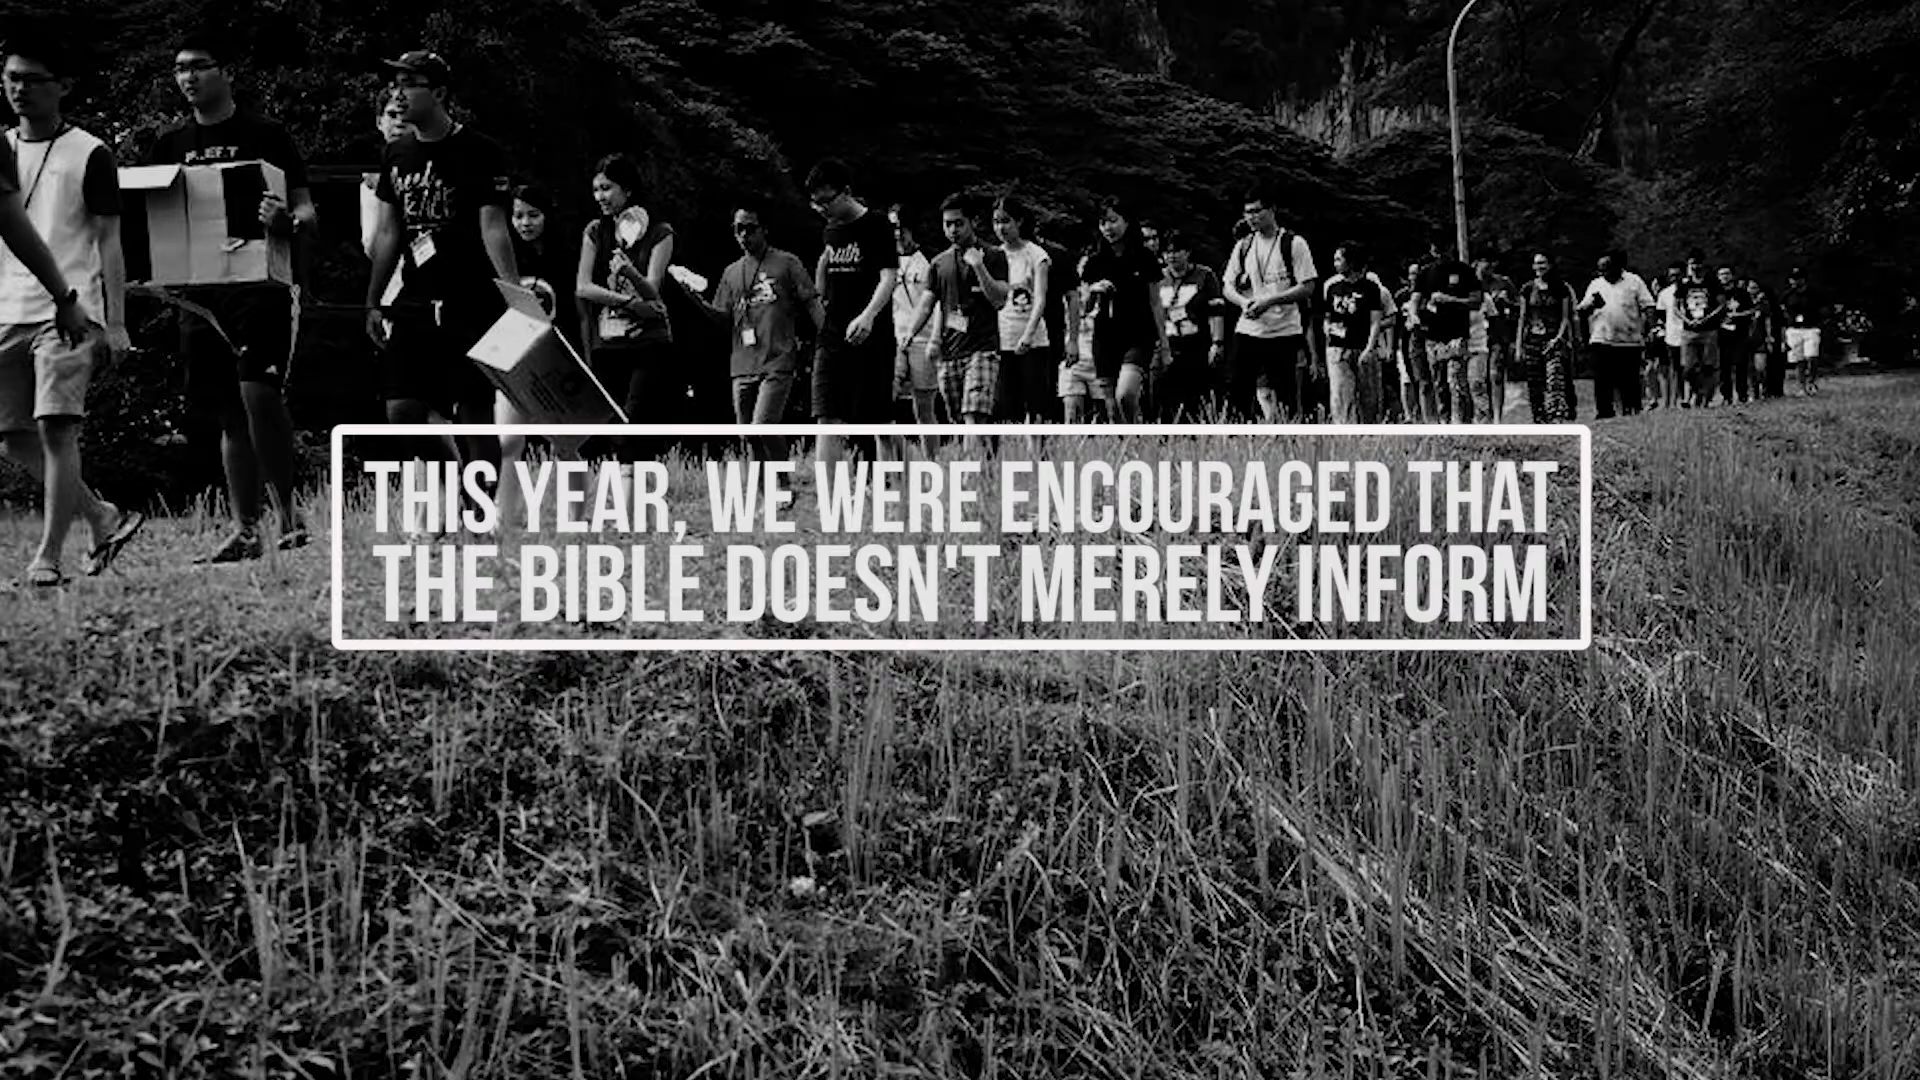 THIS YEAR, WE WERE ENCOURAGED THAT
THE BIBLE DOESN'T MERELY INFORM